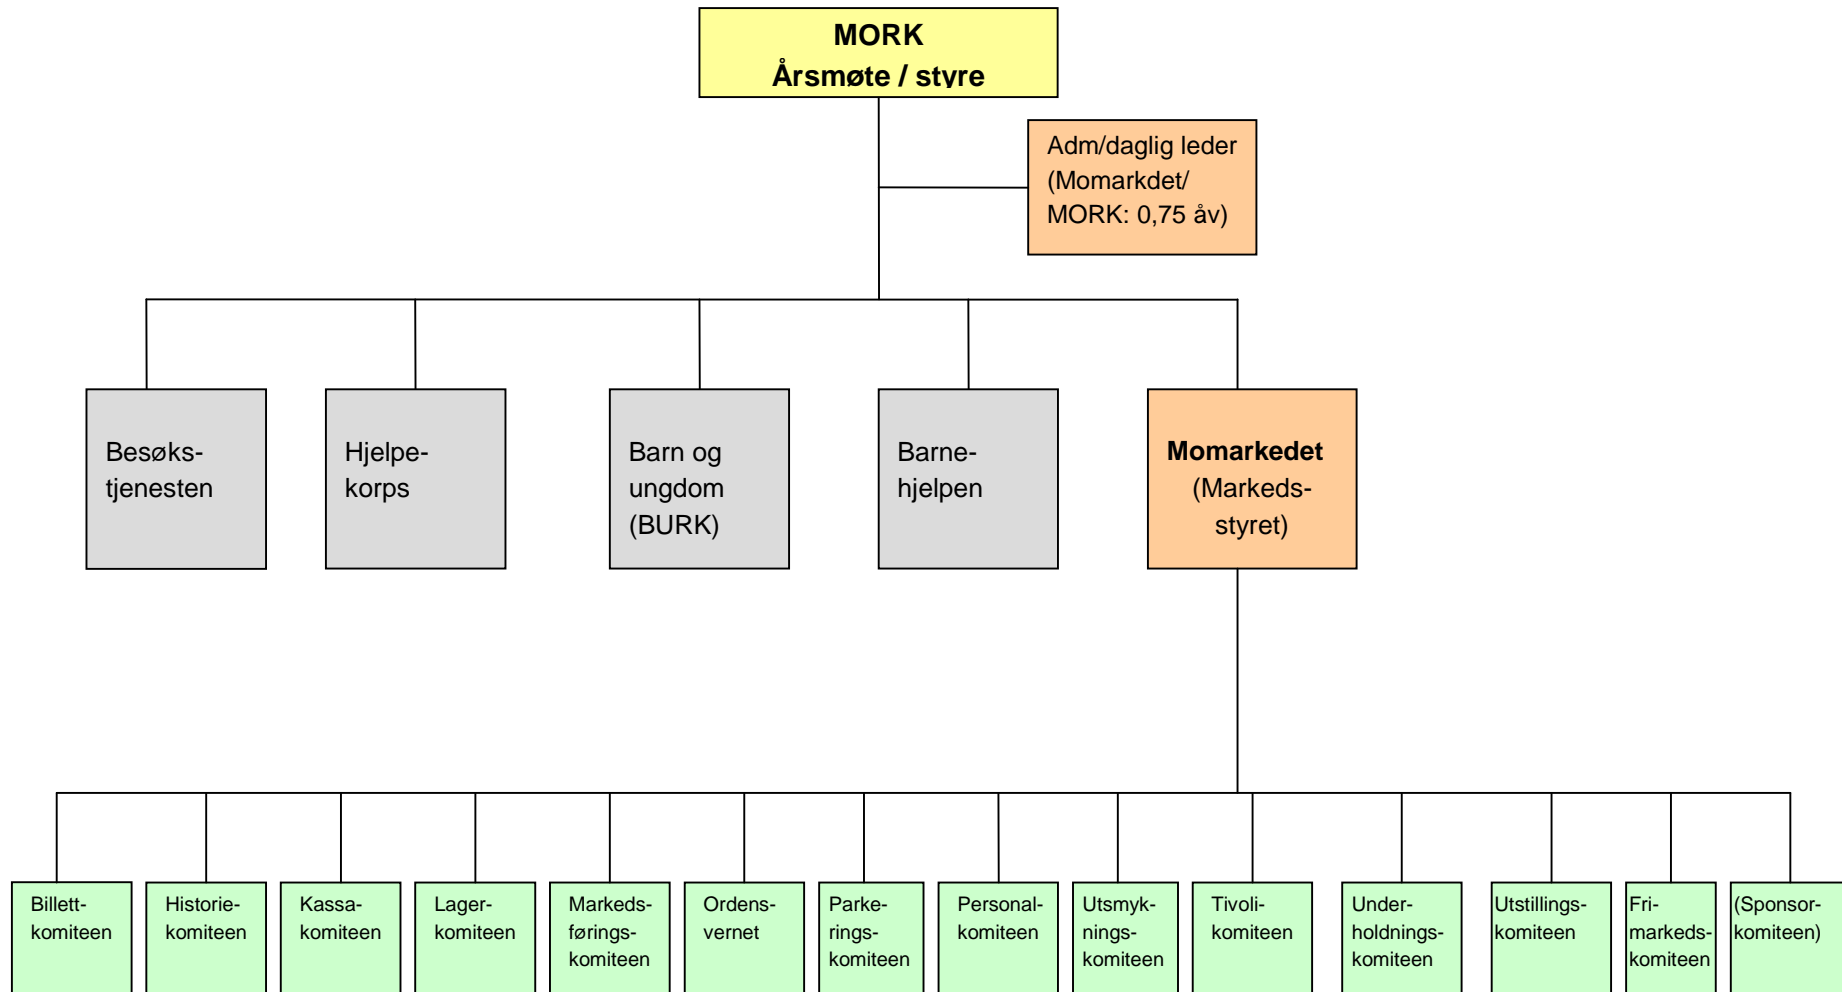 MORK
Årsmøte / styre
Adm/daglig leder
(Momarkdet/
MORK: 0,75 åv)
Besøks-
tjenesten
Hjelpe-
korps
Barn og
ungdom
(BURK)
Barne-
hjelpen
Momarkedet
(Markeds-
styret)
Billett-
komiteen
Historie-
komiteen
Kassa-
komiteen
Lager-
komiteen
Markeds-
førings-
komiteen
Ordens-
vernet
Parke-
rings-
komiteen
Personal-
komiteen
Utsmyk-
nings-
komiteen
Tivoli-
komiteen
Under-
holdnings-
komiteen
Utstillings-
komiteen
Fri-
markeds-
komiteen
(Sponsor-
komiteen)